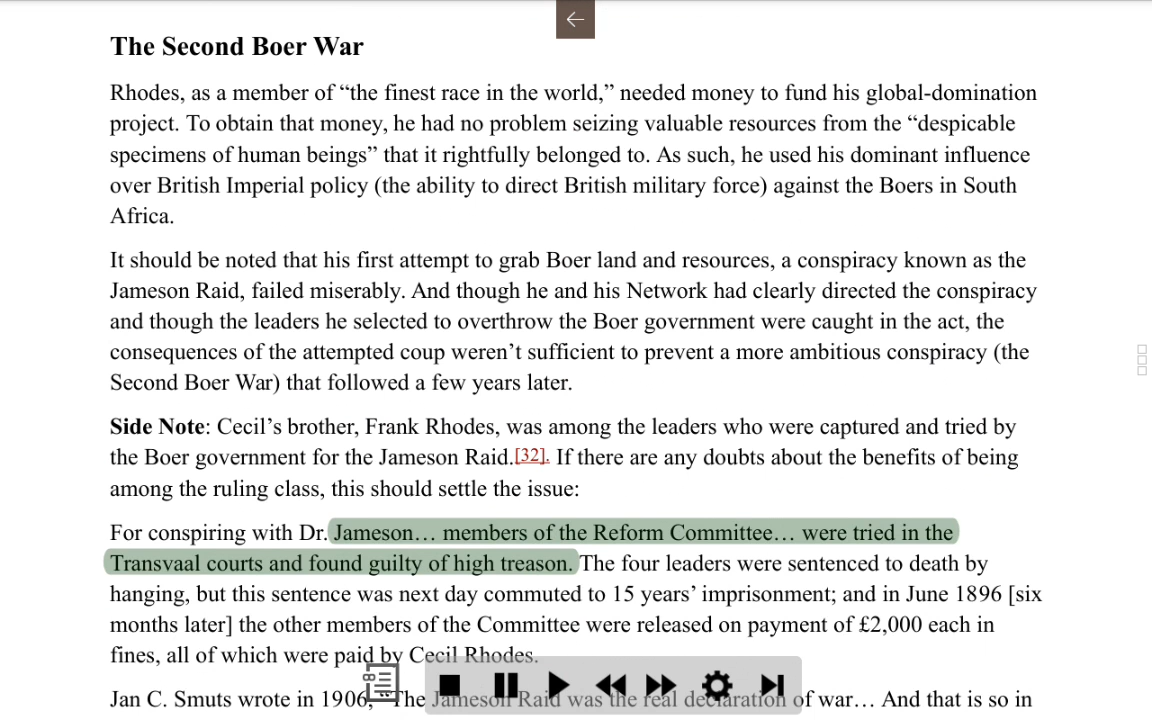 The Second Boer War
Rhodes, as a member of “the finest race in the world,” needed money to fund his global-domination
project. To obtain that money, he had no problem seizing valuable resources from the “despicable
specimens of human beings” that it rightfully belonged to. As such, he used his dominant influence
over British Imperial policy (the ability to direct British military force) against the Boers in South
Africa.
It should be noted that his first attempt to grab Boer land and resources, a conspiracy known as the
Jameson Raid, failed miserably. And though he and his Network had clearly directed the conspiracy
and though the leaders he selected to overthrow the Boer government were caught in the act, the
consequences of the attempted coup weren’t sufficient to prevent a more ambitious conspiracy (the
Second Boer War) that followed a few years later.
Side Note: Cecil’s brother, Frank Rhodes, was among the leaders who were captured and tried by
the Boer government for the Jameson Raid.[32]. If there are any doubts about the benefits of being
among the ruling class, this should settle the issue:
For conspiring with Dr. Jameson… members of the Reform Committee… were tried in the
Transvaal courts and found guilty of high treason. The four leaders were sentenced to death by
hanging, but this sentence was next day commuted to 15 years’ imprisonment; and in June 1896 [six
months later] the other members of the Committee were released on payment of £2,000 each in
fines, all of which were paid by Cecil Rhodes.
Jan C. Smuts wrote in 1906, “The Jameson Raid was the real declaration of war… And that is so in